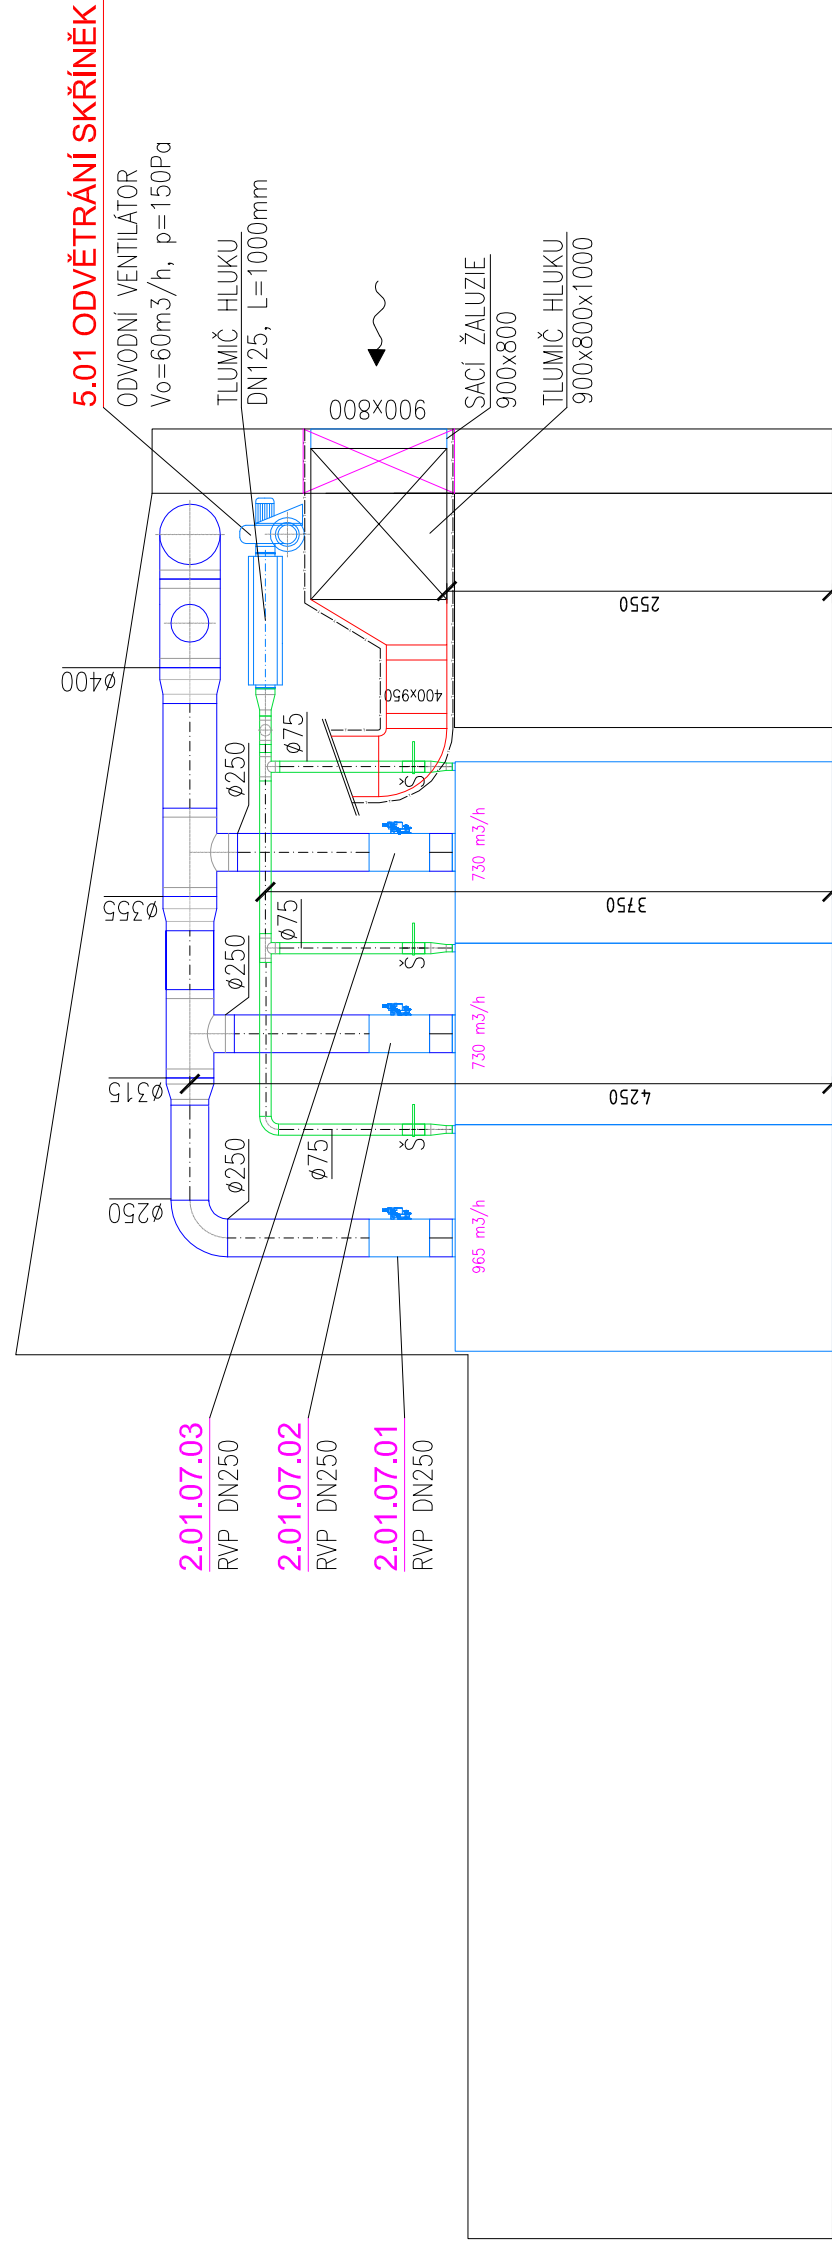 5.01 ODVĚTRÁNÍ SKŘÍNĚK
ODVODNÍ VENTILÁTOR
Vo=60m3/h, p=150Pa
TLUMIČ HLUKU
DN125, L=1000mm
900x800
SACÍ ŽALUZIE
900x800
TLUMIČ HLUKU
900x800x1000
ø400
400x950
2550
ø75
Š
ø250
730 m3/h
ø355
3750
ø75
Š
ø250
730 m3/h
ø315
4250
ø75
Š
ø250
ø250
965 m3/h
2.01.07.03
RVP DN250
2.01.07.02
RVP DN250
2.01.07.01
RVP DN250